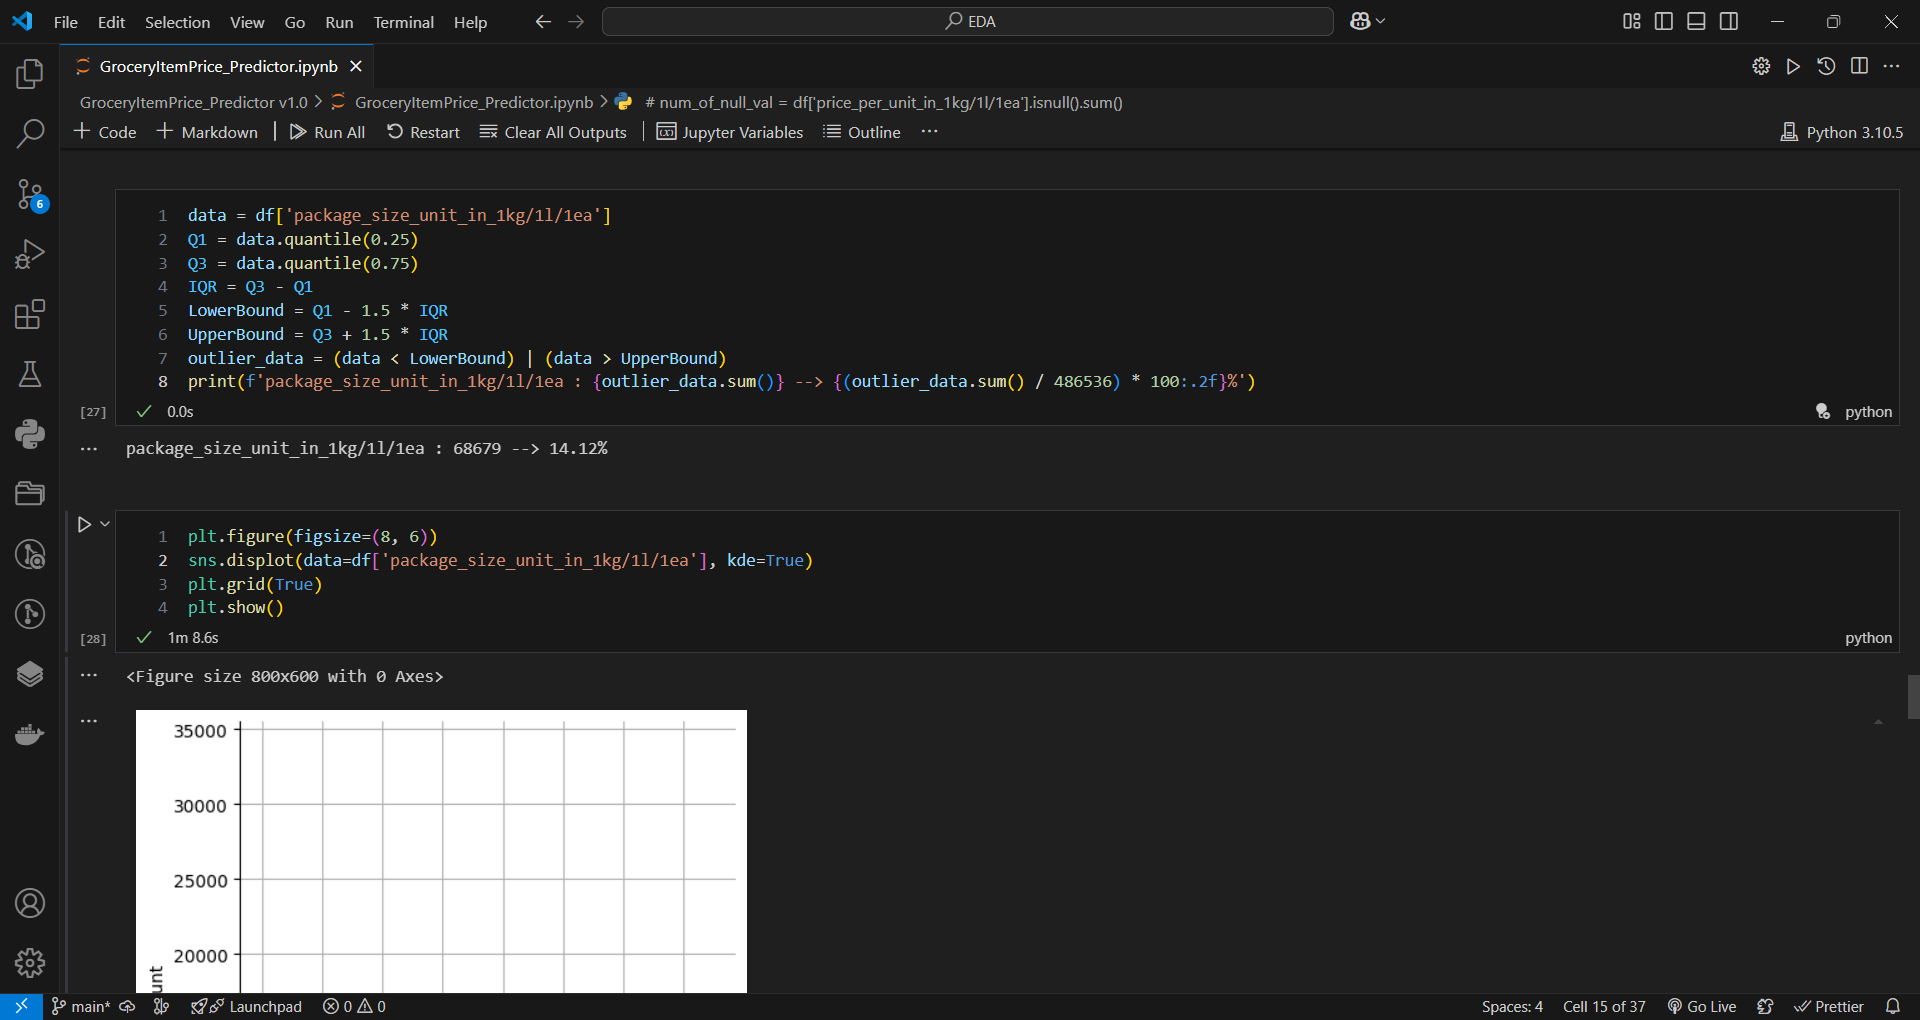 File Edit Selection View Go Run Terminal Help
EDA
GroceryItemPrice_Predictor.ipynb
GroceryItemPrice_Predictor v1.0 > GroceryItemPrice_Predictor.ipynb > # num_of_null_val = df['price_per_unit_in_1kg/1l/1ea'].isnull().sum()
+ Code + Markdown | Run All Restart Clear All Outputs | Jupyter Variables Outline ... Python 3.10.5
6
1 data = df['package_size_unit_in_1kg/1l/1ea']
2 Q1 = data.quantile(0.25)
3 Q3 = data.quantile(0.75)
4 IQR = Q3 - Q1
5 LowerBound = Q1 - 1.5 * IQR
6 UpperBound = Q3 + 1.5 * IQR
7 outlier_data = (data < LowerBound) | (data > UpperBound)
8 print(f'package_size_unit_in_1kg/1l/1ea : {outlier_data.sum()} --> {(outlier_data.sum() / 486536) * 100:.2f}%')
[27] 0.0s python
package_size_unit_in_1kg/1l/1ea : 68679 --> 14.12%
1 plt.figure(figsize=(8, 6))
2 sns.displot(data=df['package_size_unit_in_1kg/1l/1ea'], kde=True)
3 plt.grid(True)
4 plt.show()
[28] 1m 8.6s python
<Figure size 800x600 with 0 Axes>
35000
30000
25000
20000
unt
main* Launchpad 0 0 Spaces: 4 Cell 15 of 37 Go Live Prettier